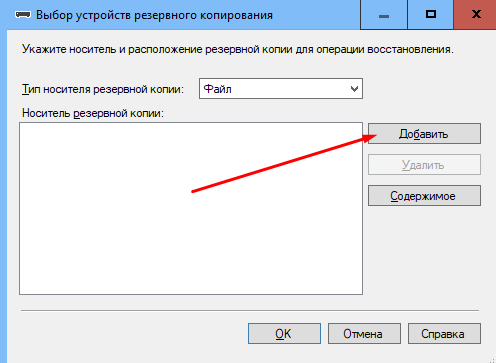 Выбор устройств резервного копирования
Укажите носитель и расположение резервной копии для операции восстановления.
Тип носителя резервной копии: Файл
Носитель резервной копии:
Добавить
Удалить
Содержимое
OK Отмена Справка